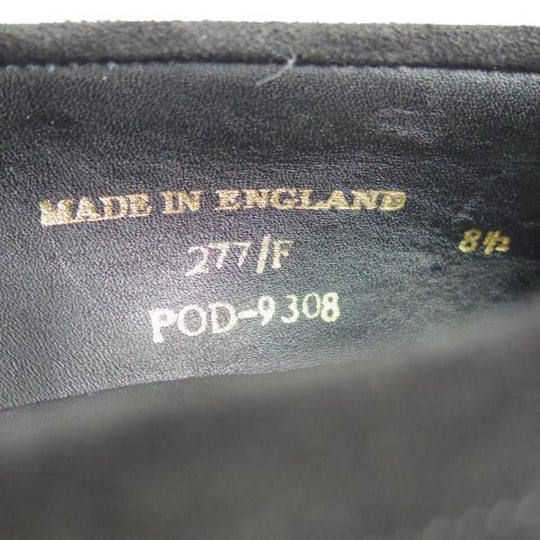 MADE IN ENGLAND
277/F 8½
POD-9308